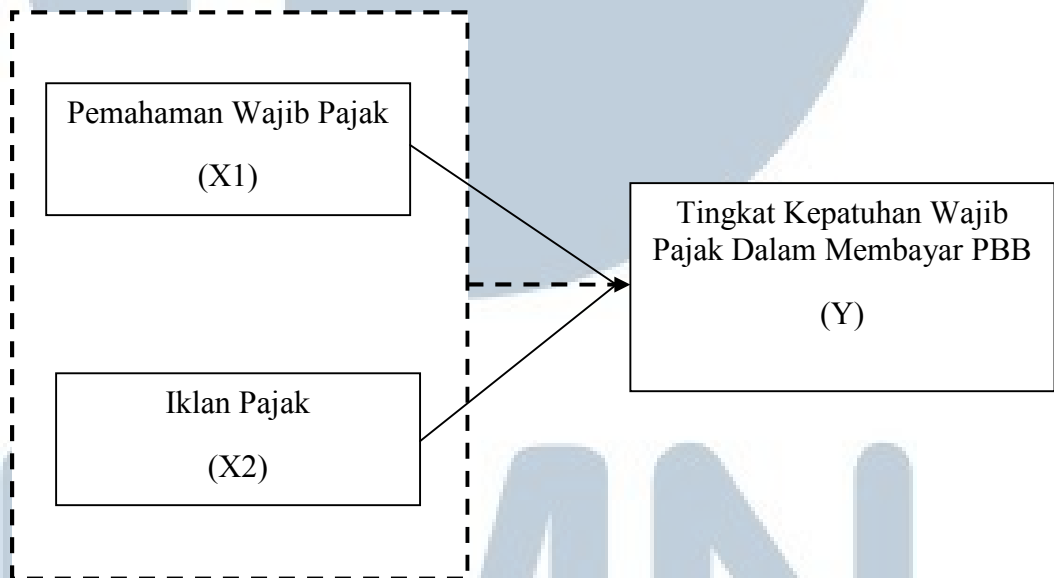 Pemahaman Wajib Pajak
(X1)
Tingkat Kepatuhan Wajib
Pajak Dalam Membayar PBB
(Y)
Iklan Pajak
(X2)